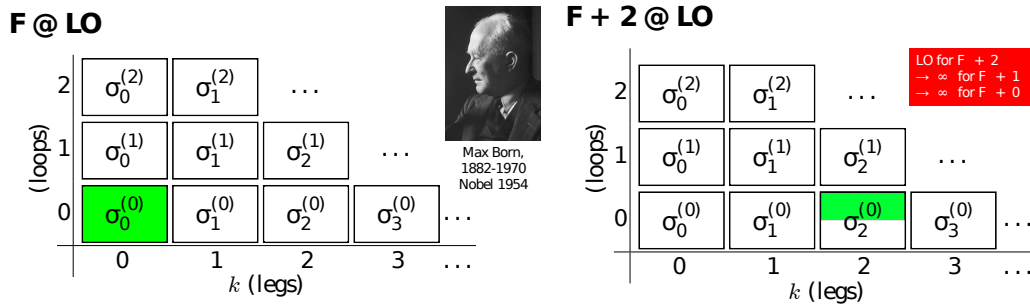 F @ LO
2 σ₀⁽²⁾ σ₁⁽²⁾ ...
1 σ₀⁽¹⁾ σ₁⁽¹⁾ σ₂⁽¹⁾ ...
0 σ₀⁽⁰⁾ σ₁⁽⁰⁾ σ₂⁽⁰⁾ σ₃⁽⁰⁾ ...
(loops)
0 1 2 3 ...
k (legs)
Max Born,
1882-1970
Nobel 1954
F + 2 @ LO
LO for F + 2
→ ∞ for F + 1
→ ∞ for F + 0
2 σ₀⁽²⁾ σ₁⁽²⁾ ...
1 σ₀⁽¹⁾ σ₁⁽¹⁾ σ₂⁽¹⁾ ...
0 σ₀⁽⁰⁾ σ₁⁽⁰⁾ σ₂⁽⁰⁾ σ₃⁽⁰⁾ ...
(loops)
0 1 2 3 ...
k (legs)